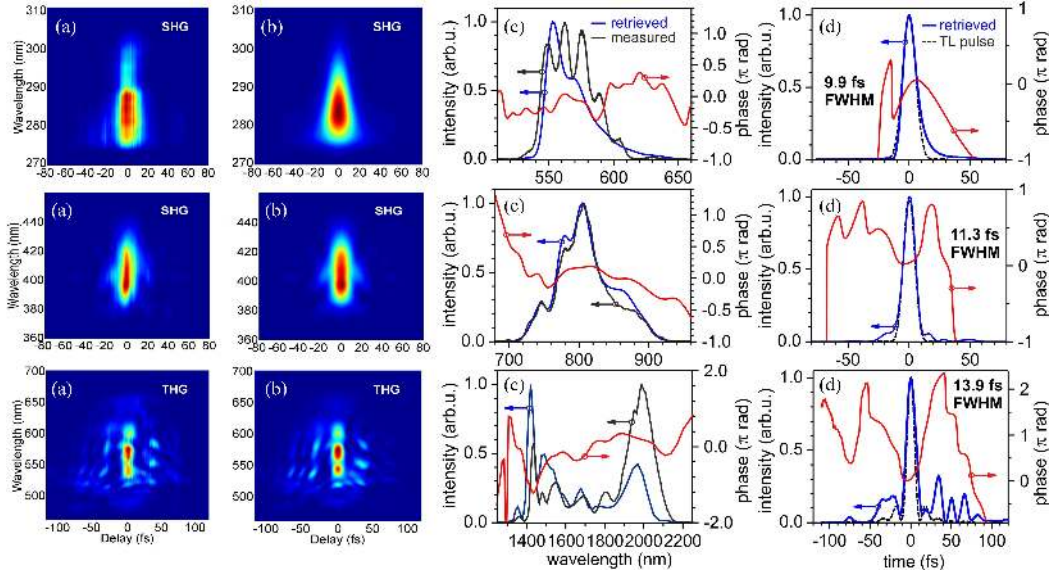 (a) SHG
Wavelength (nm)
310
300
290
280
270
-80 -60 -40 -20 0 20 40 60 80
(b) SHG
310
300
290
280
270
-80 -60 -40 -20 0 20 40 60 80
(c) retrieved
measured
intensity (arb.u.)
1.0
0.5
0.0
550 600 650
phase (π rad)
1.0
0.5
0.0
-0.5
-1.0
(d) retrieved
TL pulse
9.9 fs
FWHM
intensity (arb.u.)
1.0
0.5
0.0
-50 0 50
phase (π rad)
1
0
-1
(a) SHG
Wavelength (nm)
440
420
400
380
360
-80 -60 -40 -20 0 20 40 60 80
(b) SHG
440
420
400
380
360
-80 -60 -40 -20 0 20 40 60 80
(c)
intensity (arb.u.)
1.0
0.5
0.0
700 800 900
phase (π rad)
1.0
0.5
0.0
-0.5
-1.0
(d)
11.3 fs
FWHM
intensity (arb.u.)
1.0
0.5
0.0
-50 0 50
phase (π rad)
1
0
-1
(a) THG
Wavelength (nm)
700
650
600
550
500
-100 -50 0 50 100
Delay (fs)
(b) THG
700
650
600
550
500
-100 -50 0 50 100
Delay (fs)
(c)
intensity (arb.u.)
1.0
0.5
0.0
1400 1600 1800 2000 2200
wavelength (nm)
phase (π rad)
2.0
1.0
0.0
-1.0
-2.0
(d)
13.9 fs
FWHM
intensity (arb.u.)
1.0
0.5
0.0
-100 -50 0 50 100
time (fs)
phase (π rad)
2
1
0